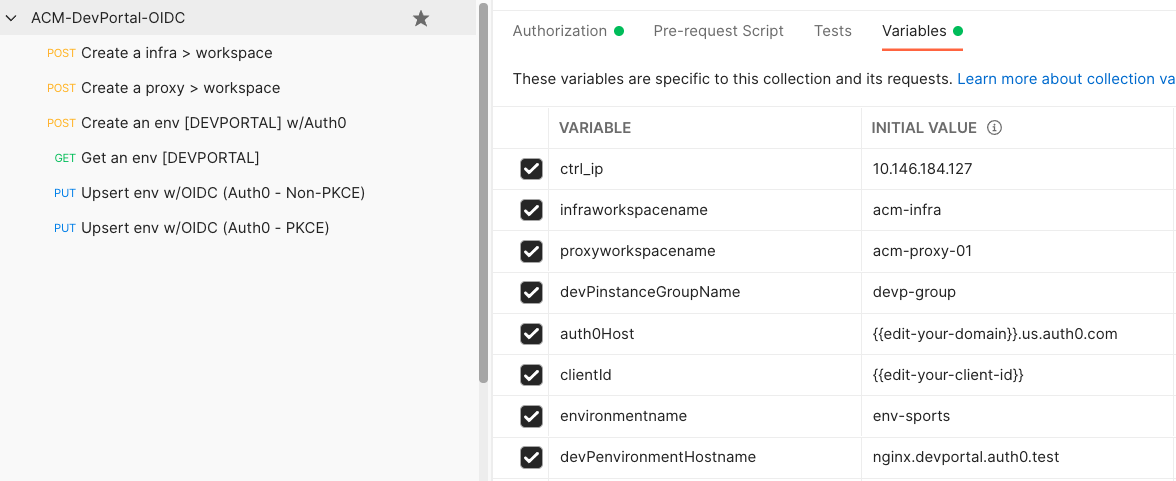 ACM-DevPortal-OIDC
POST Create a infra > workspace
POST Create a proxy > workspace
POST Create an env [DEVPORTAL] w/Auth0
GET Get an env [DEVPORTAL]
PUT Upsert env w/OIDC (Auth0 - Non-PKCE)
PUT Upsert env w/OIDC (Auth0 - PKCE)
Authorization Pre-request Script Tests Variables
These variables are specific to this collection and its requests. Learn more about collection va
VARIABLE INITIAL VALUE
ctrl_ip 10.146.184.127
infraworkspacename acm-infra
proxyworkspacename acm-proxy-01
devPinstanceGroupName devp-group
auth0Host {{edit-your-domain}}.us.auth0.com
clientId {{edit-your-client-id}}
environmentname env-sports
devPenvironmentHostname nginx.devportal.auth0.test